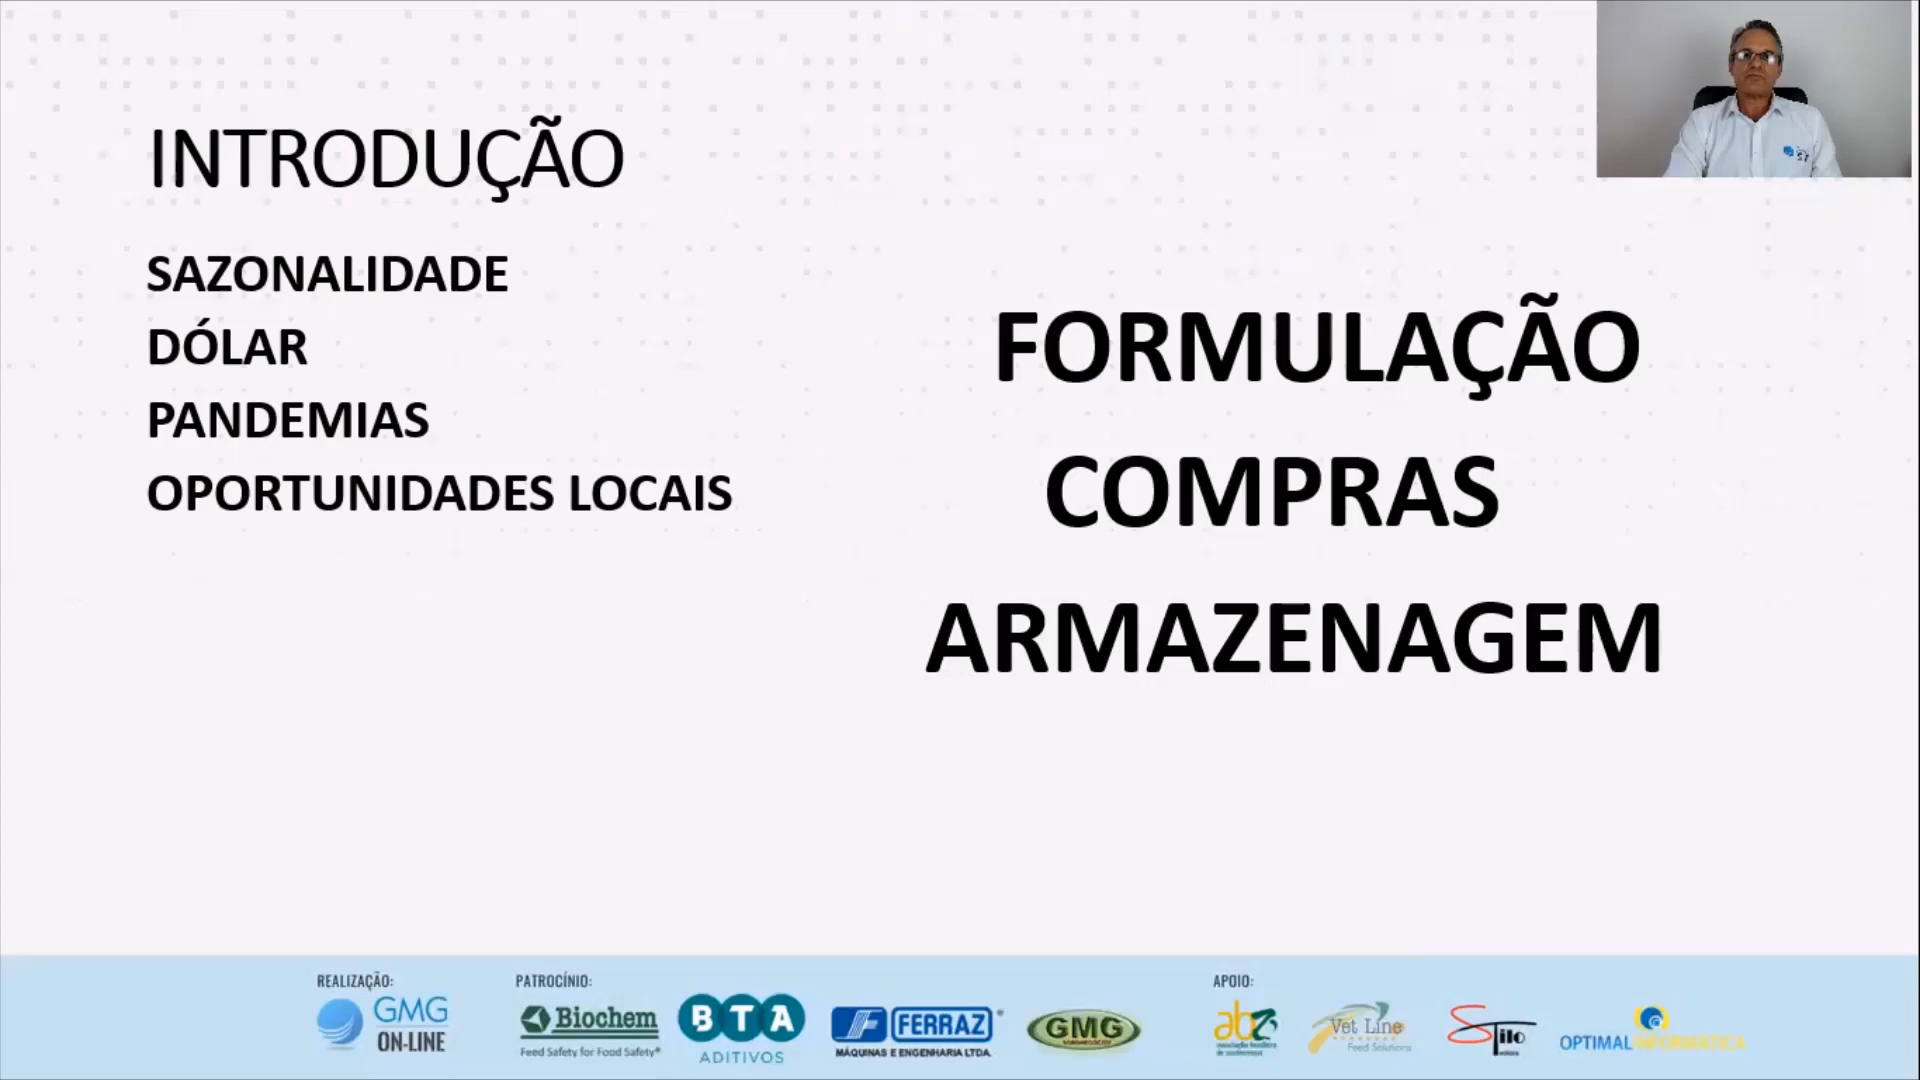 INTRODUÇÃO
SAZONALIDADE
DÓLAR
PANDEMIAS
OPORTUNIDADES LOCAIS
FORMULAÇÃO
COMPRAS
ARMAZENAGEM
REALIZAÇÃO:
GMG
ON-LINE
PATROCÍNIO:
Biochem
Feed Safety for Food Safety®
BTA
ADITIVOS
FERRAZ®
MÁQUINAS E ENGENHARIA LTDA.
GMG
APOIO:
abz
associação brasileira
de zootecnistas
Vet Line
Feed Solutions
STilo
OPTIMAL INFORMATICA